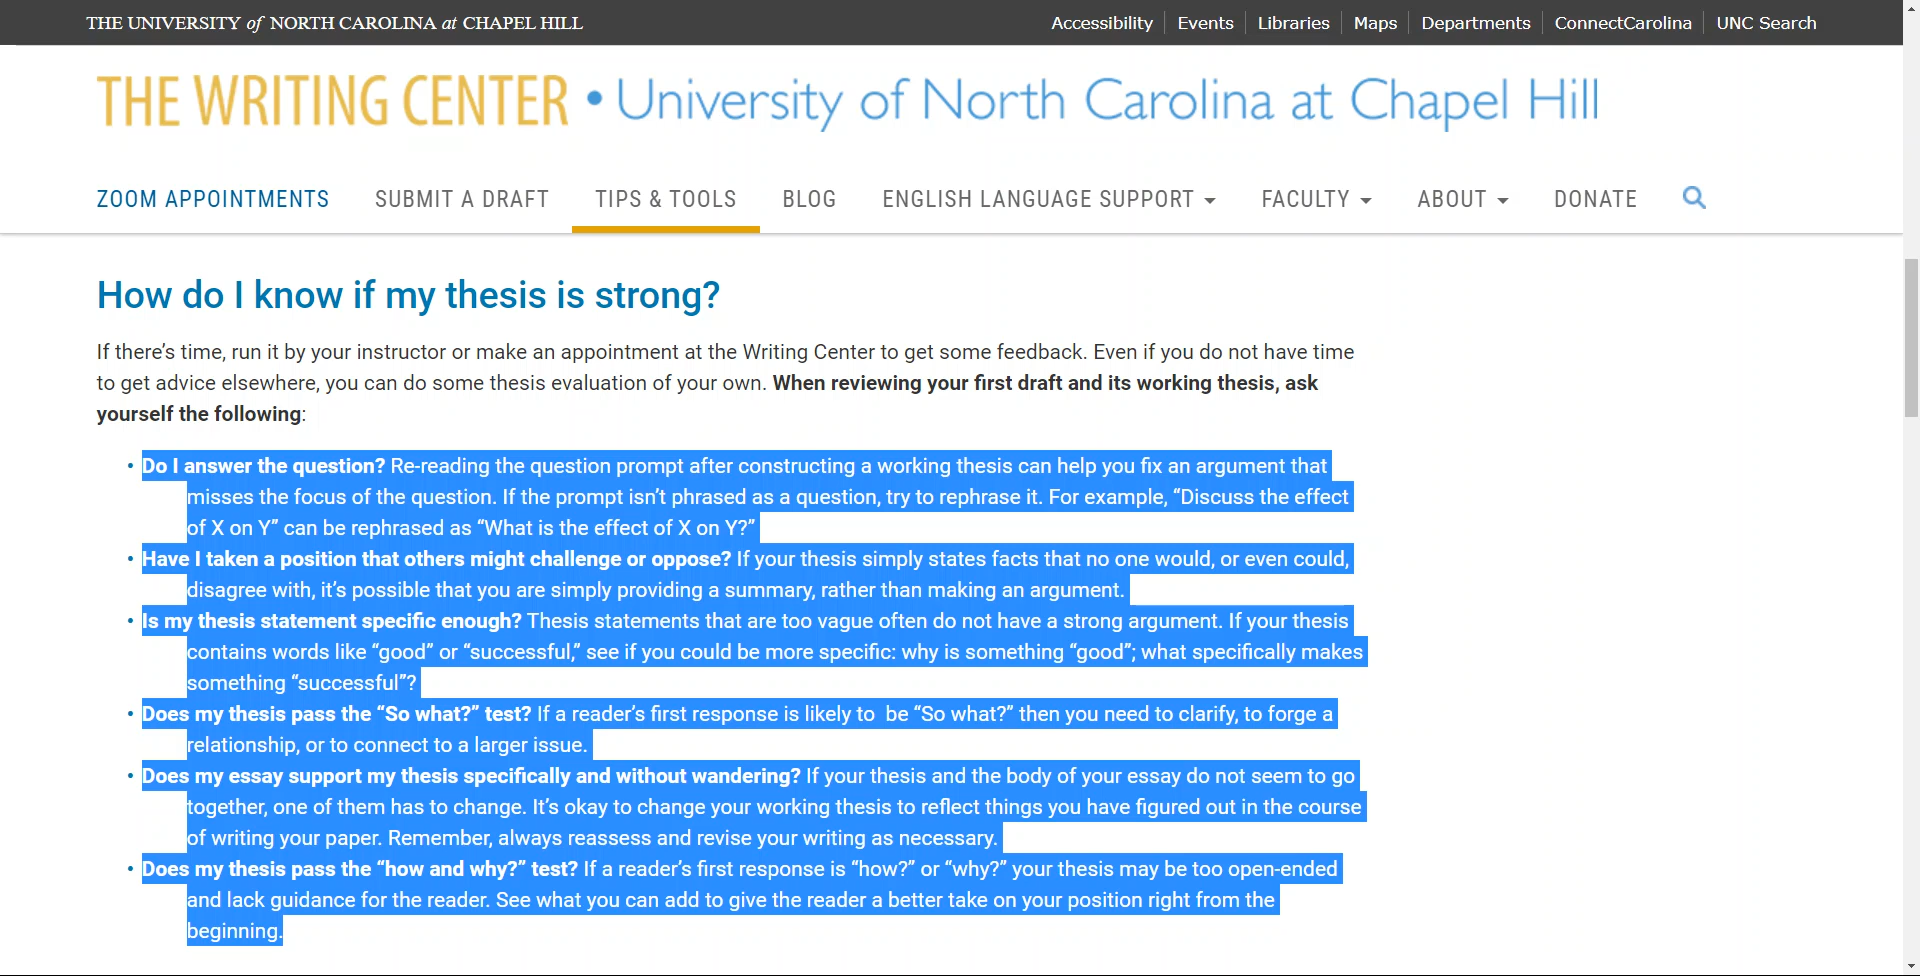 THE UNIVERSITY of NORTH CAROLINA at CHAPEL HILL
Accessibility Events Libraries Maps Departments ConnectCarolina UNC Search
THE WRITING CENTER • University of North Carolina at Chapel Hill
ZOOM APPOINTMENTS SUBMIT A DRAFT TIPS & TOOLS BLOG ENGLISH LANGUAGE SUPPORT FACULTY ABOUT DONATE
How do I know if my thesis is strong?
If there’s time, run it by your instructor or make an appointment at the Writing Center to get some feedback. Even if you do not have time
to get advice elsewhere, you can do some thesis evaluation of your own. When reviewing your first draft and its working thesis, ask
yourself the following:
• Do I answer the question? Re-reading the question prompt after constructing a working thesis can help you fix an argument that
misses the focus of the question. If the prompt isn’t phrased as a question, try to rephrase it. For example, “Discuss the effect
of X on Y” can be rephrased as “What is the effect of X on Y?”
• Have I taken a position that others might challenge or oppose? If your thesis simply states facts that no one would, or even could,
disagree with, it’s possible that you are simply providing a summary, rather than making an argument.
• Is my thesis statement specific enough? Thesis statements that are too vague often do not have a strong argument. If your thesis
contains words like “good” or “successful,” see if you could be more specific: why is something “good”; what specifically makes
something “successful”?
• Does my thesis pass the “So what?” test? If a reader’s first response is likely to  be “So what?” then you need to clarify, to forge a
relationship, or to connect to a larger issue.
• Does my essay support my thesis specifically and without wandering? If your thesis and the body of your essay do not seem to go
together, one of them has to change. It’s okay to change your working thesis to reflect things you have figured out in the course
of writing your paper. Remember, always reassess and revise your writing as necessary.
• Does my thesis pass the “how and why?” test? If a reader’s first response is “how?” or “why?” your thesis may be too open-ended
and lack guidance for the reader. See what you can add to give the reader a better take on your position right from the
beginning.